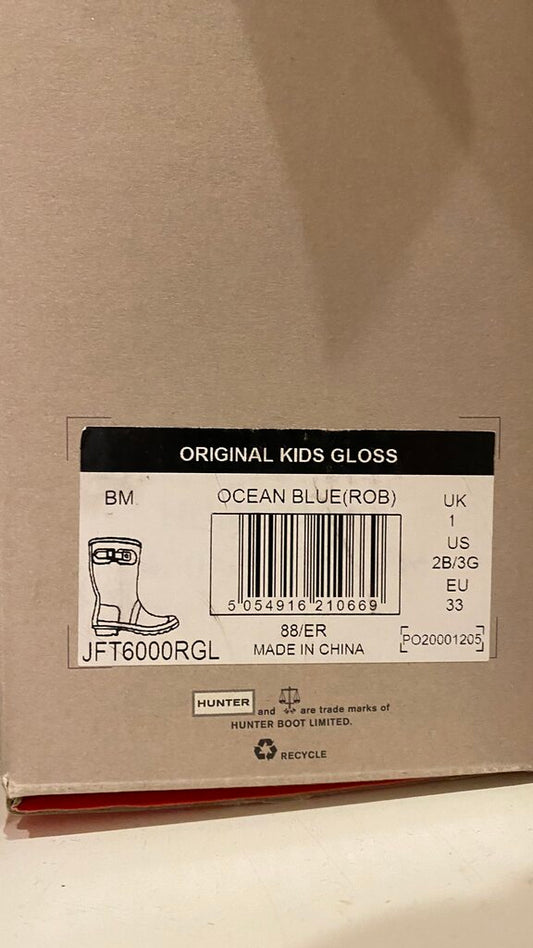 ORIGINAL KIDS GLOSS
BM
OCEAN BLUE(ROB)
UK
1
US
2B/3G
EU
33
5 054916 210669
JFT6000RGL
88/ER
MADE IN CHINA
PO20001205
HUNTER and are trade marks of
HUNTER BOOT LIMITED.
RECYCLE